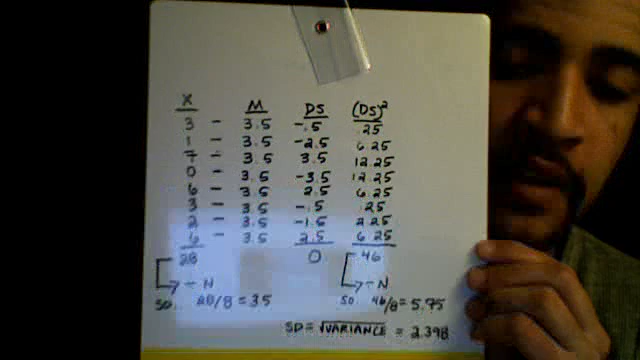 X M DS (DS)²
3 - 3.5 -.5 .25
1 - 3.5 -2.5 6.25
7 - 3.5 3.5 12.25
0 - 3.5 -3.5 12.25
6 - 3.5 2.5 6.25
3 - 3.5 -.5 .25
2 - 3.5 -1.5 2.25
6 - 3.5 2.5 6.25
28 0 46
÷ N ÷ N
SO.. 28/8 = 3.5 SO 46/8 = 5.75
SD = √VARIANCE = 2.398